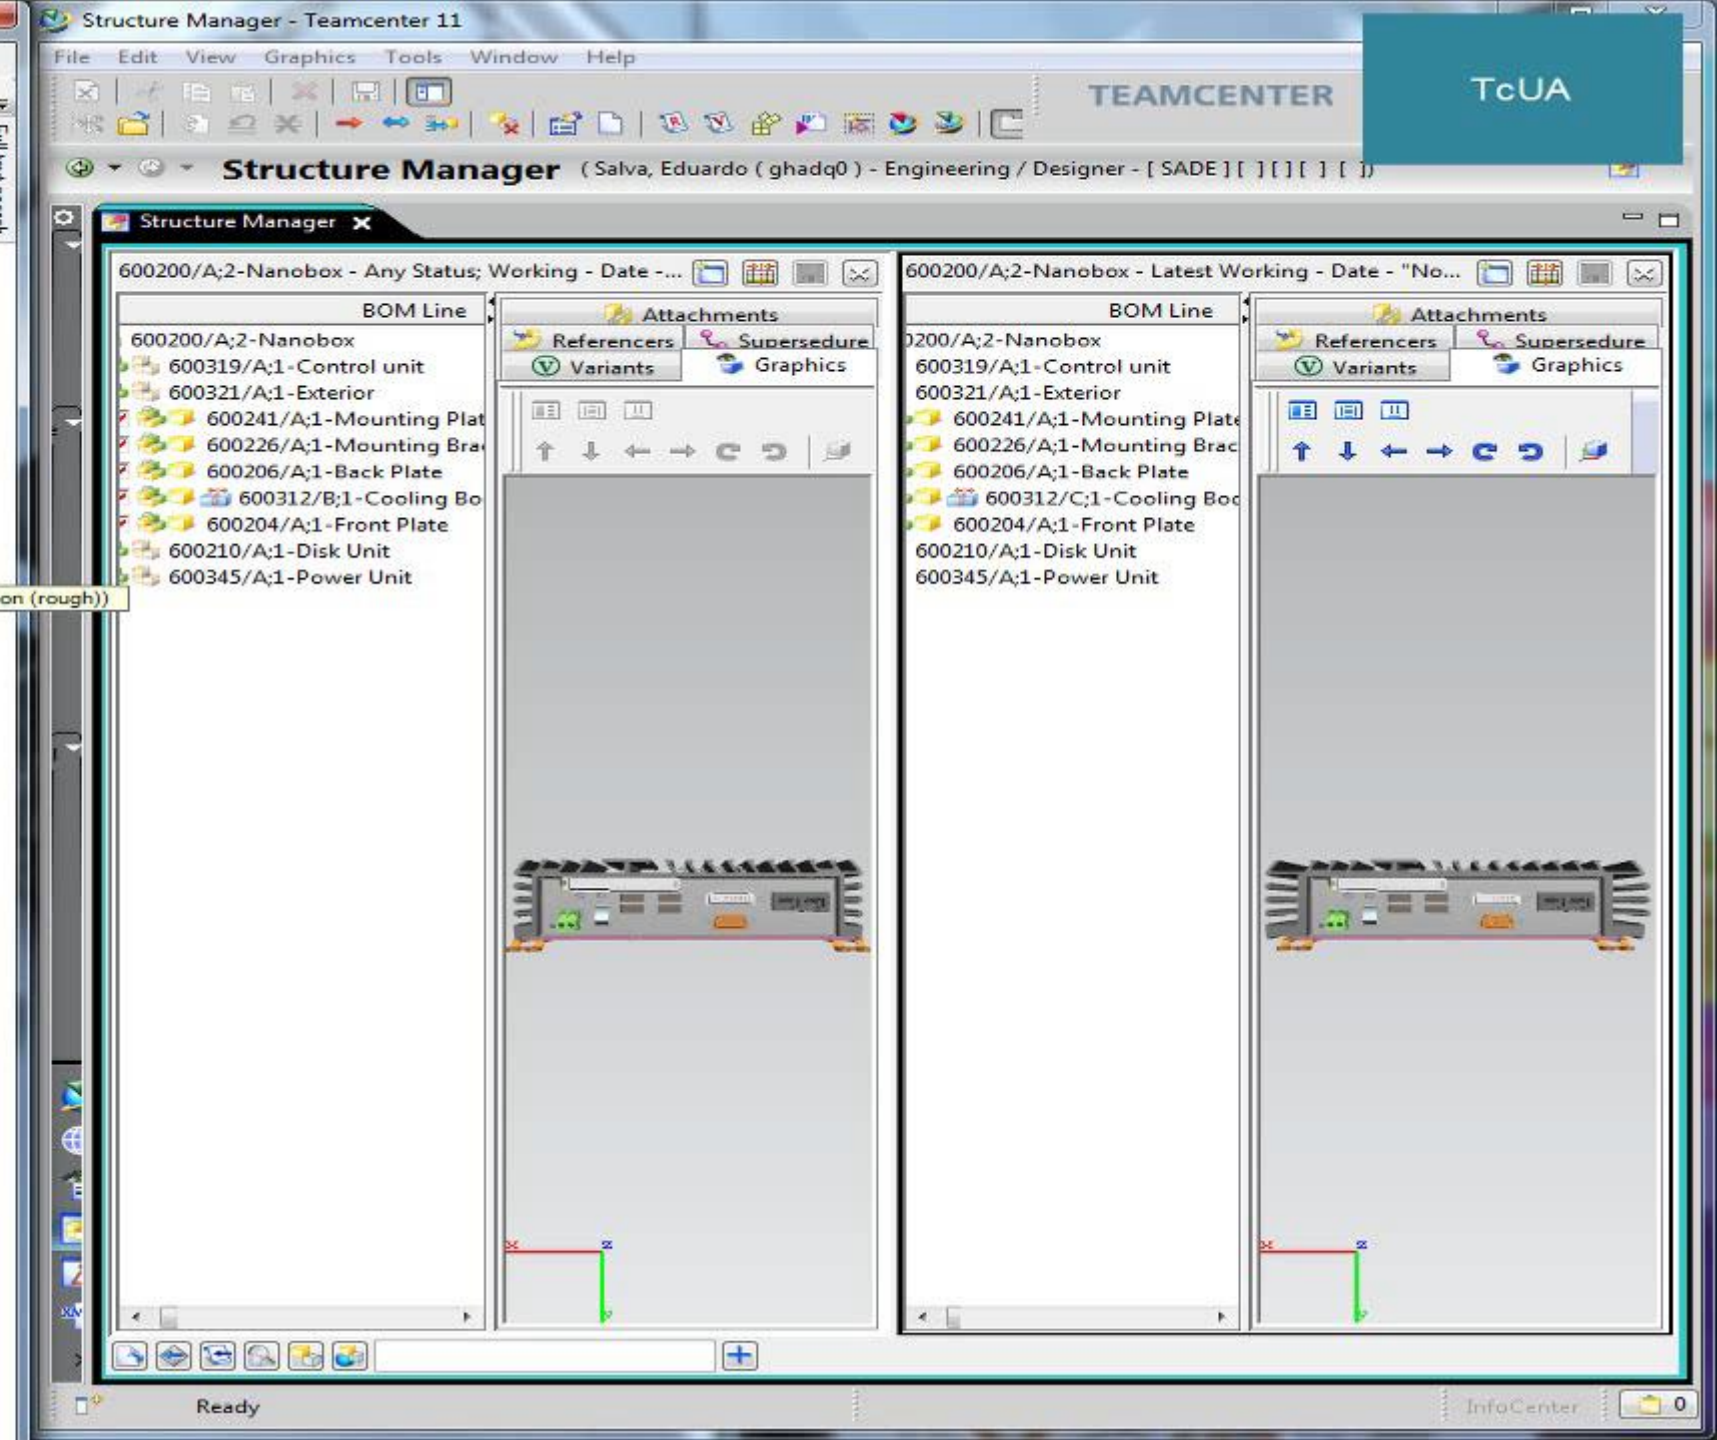 Structure Manager - Teamcenter 11
File Edit View Graphics Tools Window Help
TEAMCENTER
TcUA
Structure Manager ( Salva, Eduardo ( ghadq0 ) - Engineering / Designer - [ SADE ] [ ] [ ] [ ] [ ])
Structure Manager
600200/A;2-Nanobox - Any Status; Working - Date -...
BOM Line
600200/A;2-Nanobox
600319/A;1-Control unit
600321/A;1-Exterior
600241/A;1-Mounting Plat
600226/A;1-Mounting Bra
600206/A;1-Back Plate
600312/B;1-Cooling Bo
600204/A;1-Front Plate
600210/A;1-Disk Unit
600345/A;1-Power Unit
on (rough))
Attachments
Referencers Supersedure
Variants Graphics
X Z
600200/A;2-Nanobox - Latest Working - Date - "No...
BOM Line
0200/A;2-Nanobox
600319/A;1-Control unit
600321/A;1-Exterior
600241/A;1-Mounting Plate
600226/A;1-Mounting Brac
600206/A;1-Back Plate
600312/C;1-Cooling Bod
600204/A;1-Front Plate
600210/A;1-Disk Unit
600345/A;1-Power Unit
Attachments
Referencers Supersedure
Variants Graphics
X Z
Ready
InfoCenter
0